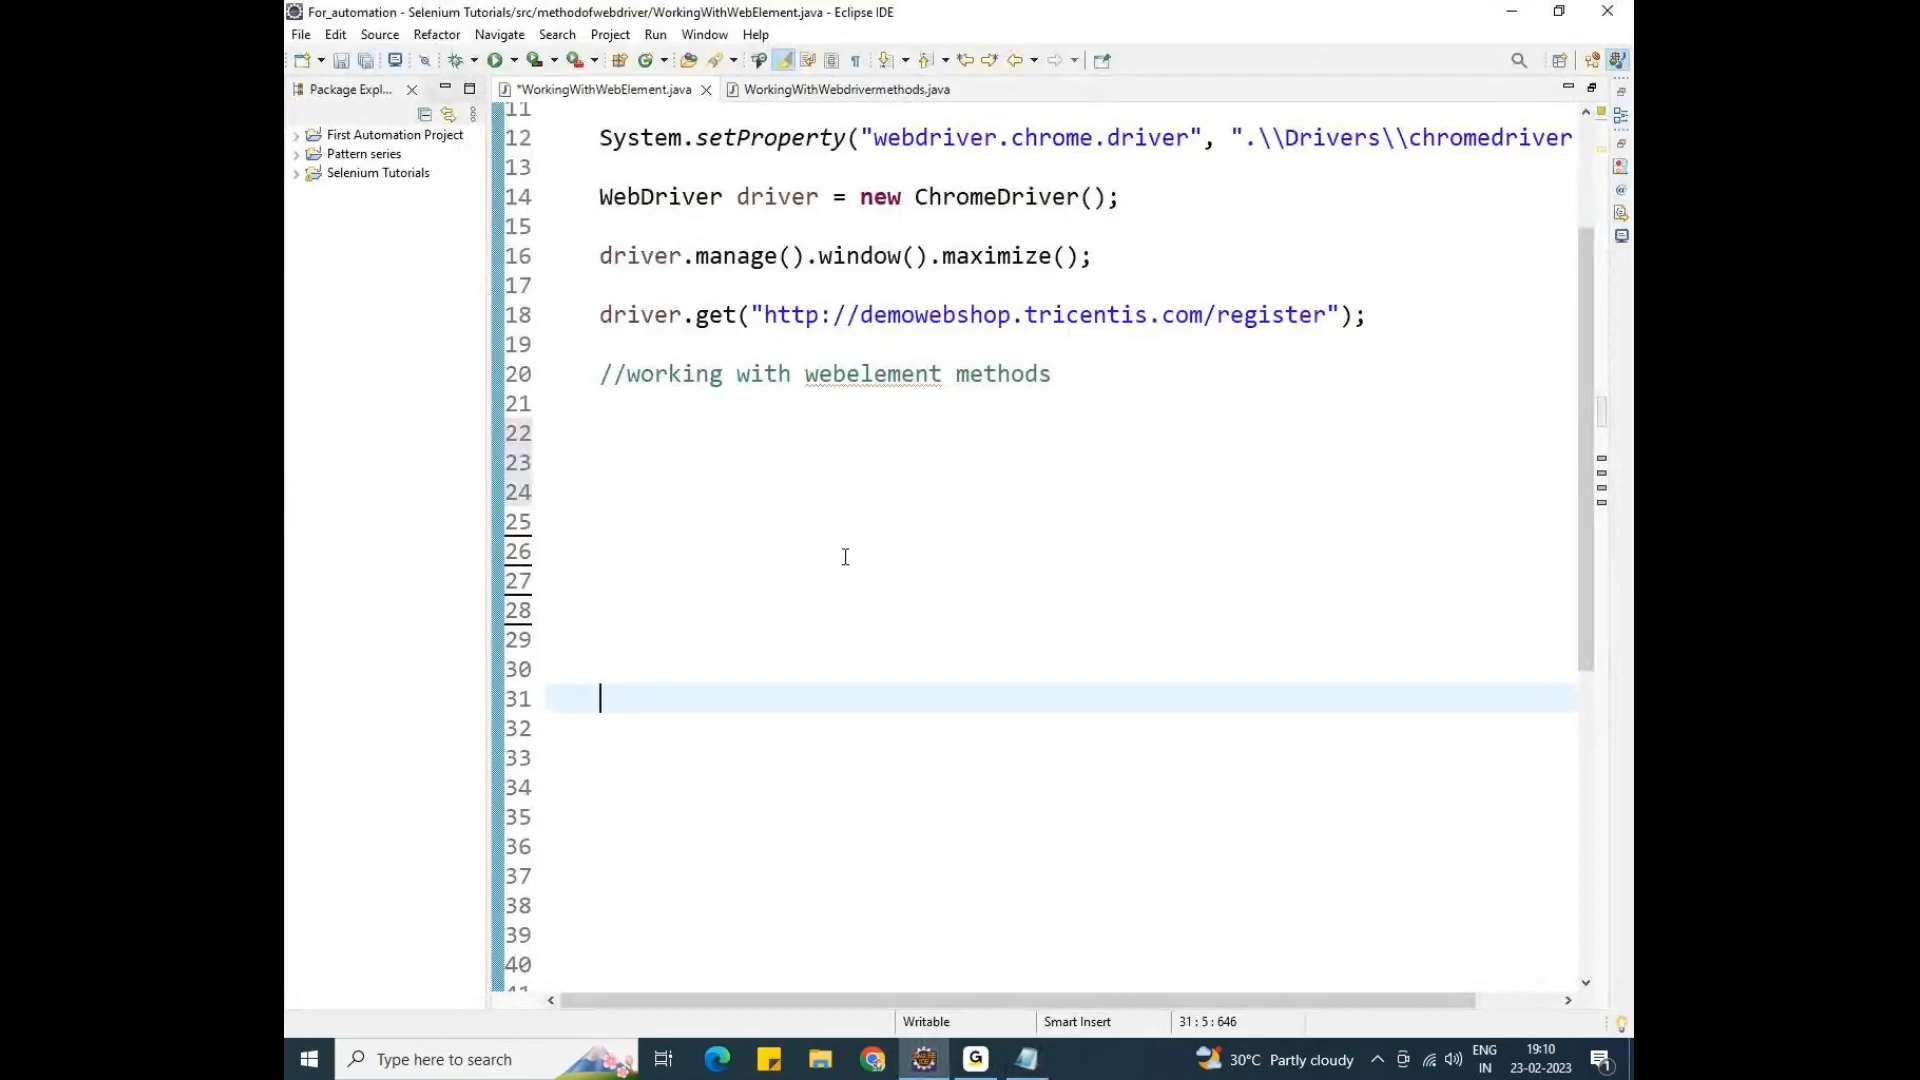 For_automation - Selenium Tutorials/src/methodofwebdriver/WorkingWithWebElement.java - Eclipse IDE
File Edit Source Refactor Navigate Search Project Run Window Help
Package Expl...
*WorkingWithWebElement.java
WorkingWithWebdrivermethods.java
First Automation Project
Pattern series
Selenium Tutorials
11
12 System.setProperty("webdriver.chrome.driver", ".\\Drivers\\chromedriver
13
14 WebDriver driver = new ChromeDriver();
15
16 driver.manage().window().maximize();
17
18 driver.get("http://demowebshop.tricentis.com/register");
19
20 //working with webelement methods
21
22
23
24
25
26
27
28
29
30
31
32
33
34
35
36
37
38
39
40
Writable Smart Insert 31 : 5 : 646
Type here to search
30°C Partly cloudy
ENG
IN
19:10
23-02-2023